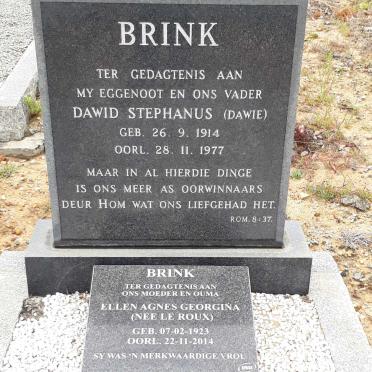 BRINK
TER GEDAGTENIS AAN
MY EGGENOOT EN ONS VADER
DAWID STEPHANUS (DAWIE)
GEB. 26. 9. 1914
OORL. 28. 11. 1977
MAAR IN AL HIERDIE DINGE
IS ONS MEER AS OORWINNAARS
DEUR HOM WAT ONS LIEFGEHAD HET.
ROM. 8:37.
BRINK
TER GEDAGTENIS AAN
ONS MOEDER EN OUMA
ELLEN AGNES GEORGINA
(NEE LE ROUX)
GEB. 07-02-1923
OORL. 22-11-2014
SY WAS 'N MERKWAARDIGE VROU